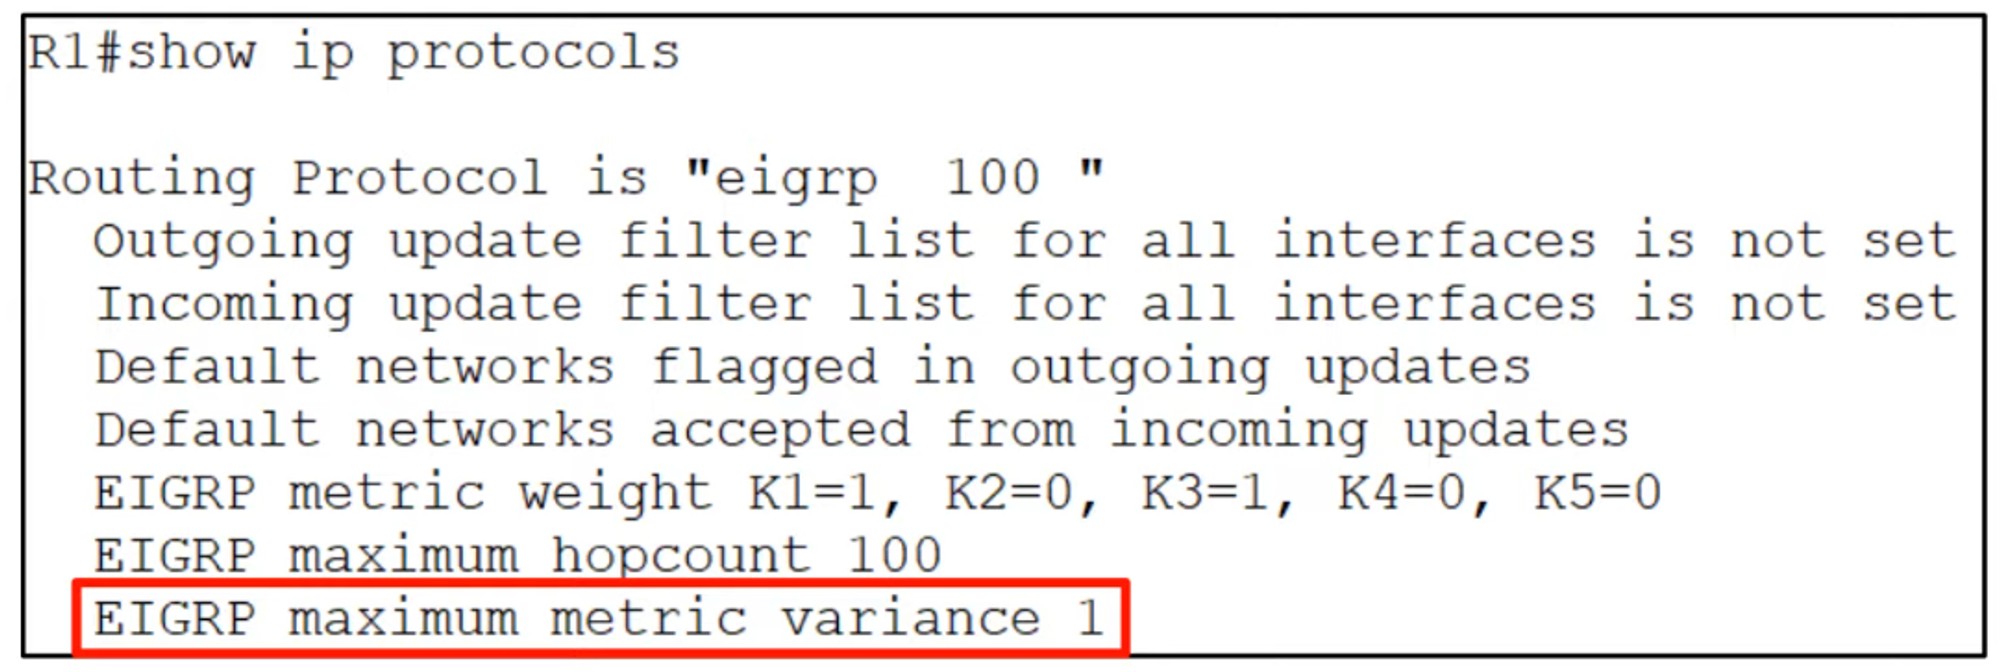 R1#show ip protocols
Routing Protocol is "eigrp  100 "
  Outgoing update filter list for all interfaces is not set
  Incoming update filter list for all interfaces is not set
  Default networks flagged in outgoing updates
  Default networks accepted from incoming updates
  EIGRP metric weight K1=1, K2=0, K3=1, K4=0, K5=0
  EIGRP maximum hopcount 100
  EIGRP maximum metric variance 1